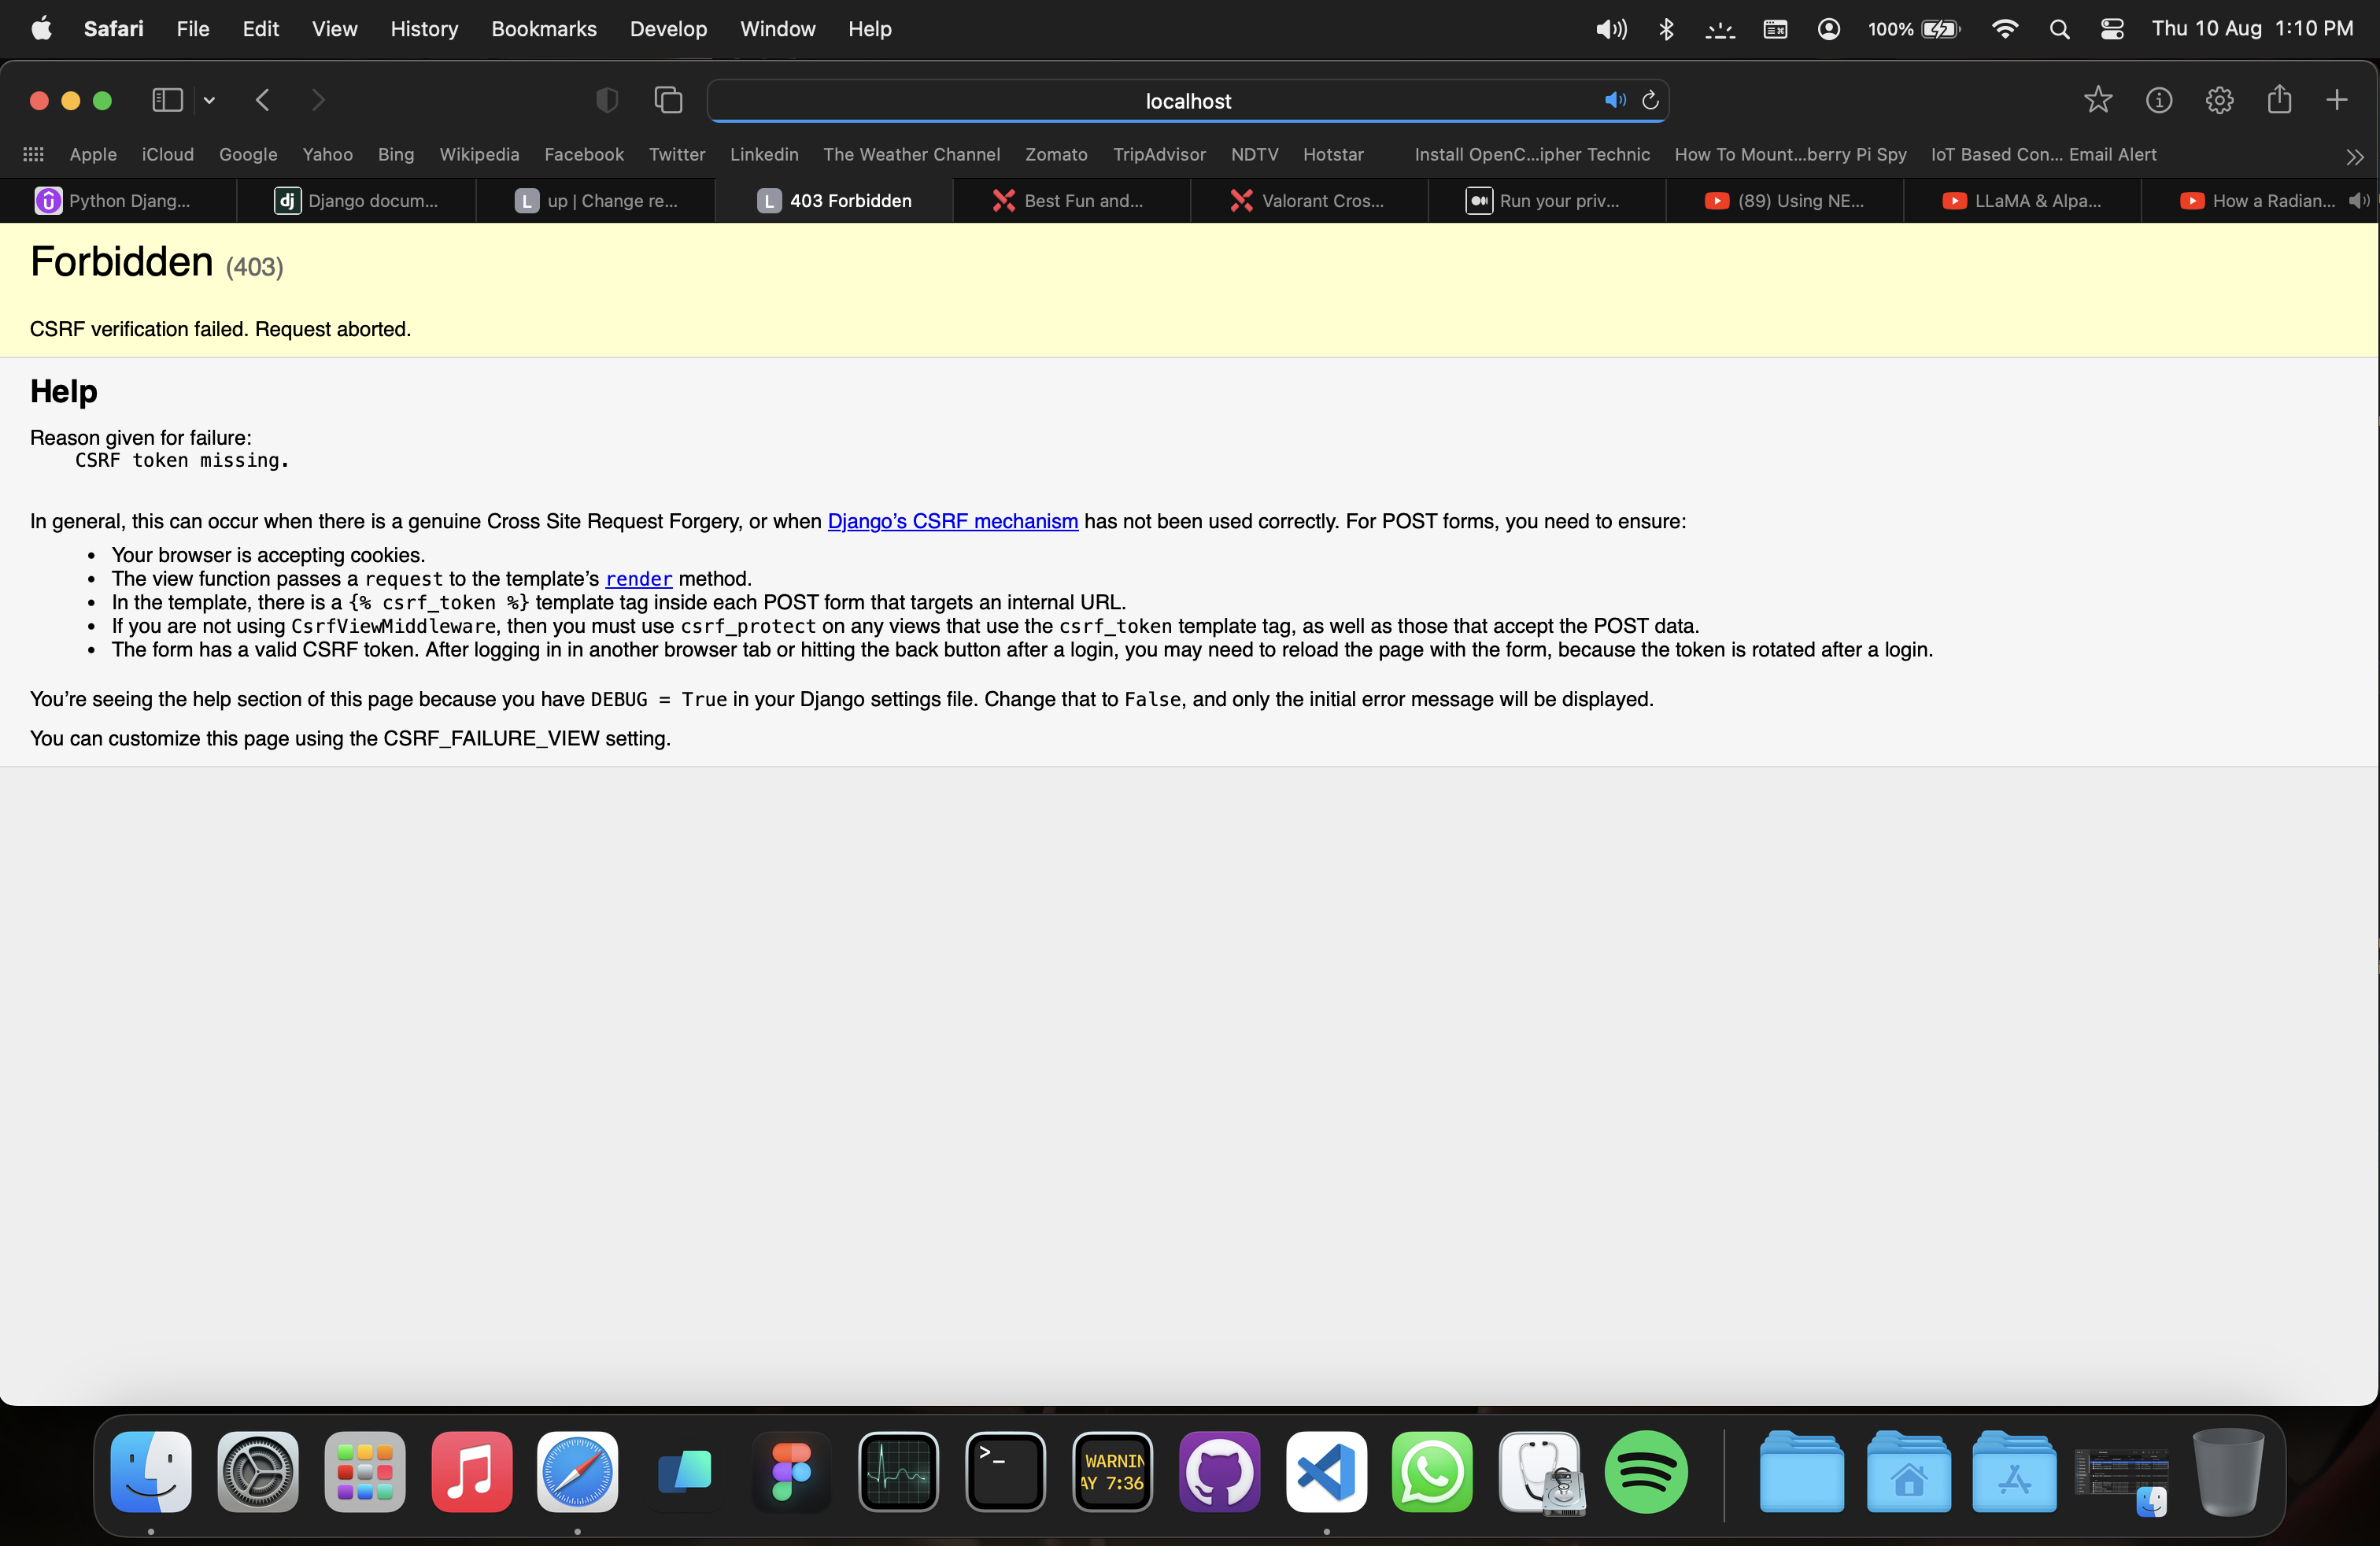 Safari File Edit View History Bookmarks Develop Window Help 100% Thu 10 Aug 1:10 PM
localhost
Apple iCloud Google Yahoo Bing Wikipedia Facebook Twitter Linkedin The Weather Channel Zomato TripAdvisor NDTV Hotstar Install OpenC...ipher Technic How To Mount...berry Pi Spy IoT Based Con... Email Alert
Python Djang... dj Django docum... L up | Change re... L 403 Forbidden Best Fun and... Valorant Cros... Run your priv... (89) Using NE... LLaMA & Alpa... How a Radian...
Forbidden (403)
CSRF verification failed. Request aborted.
Help
Reason given for failure:
CSRF token missing.
In general, this can occur when there is a genuine Cross Site Request Forgery, or when Django’s CSRF mechanism has not been used correctly. For POST forms, you need to ensure:
• Your browser is accepting cookies.
• The view function passes a request to the template’s render method.
• In the template, there is a {% csrf_token %} template tag inside each POST form that targets an internal URL.
• If you are not using CsrfViewMiddleware, then you must use csrf_protect on any views that use the csrf_token template tag, as well as those that accept the POST data.
• The form has a valid CSRF token. After logging in in another browser tab or hitting the back button after a login, you may need to reload the page with the form, because the token is rotated after a login.
You’re seeing the help section of this page because you have DEBUG = True in your Django settings file. Change that to False, and only the initial error message will be displayed.
You can customize this page using the CSRF_FAILURE_VIEW setting.
>_ WARNIN
AY 7:36